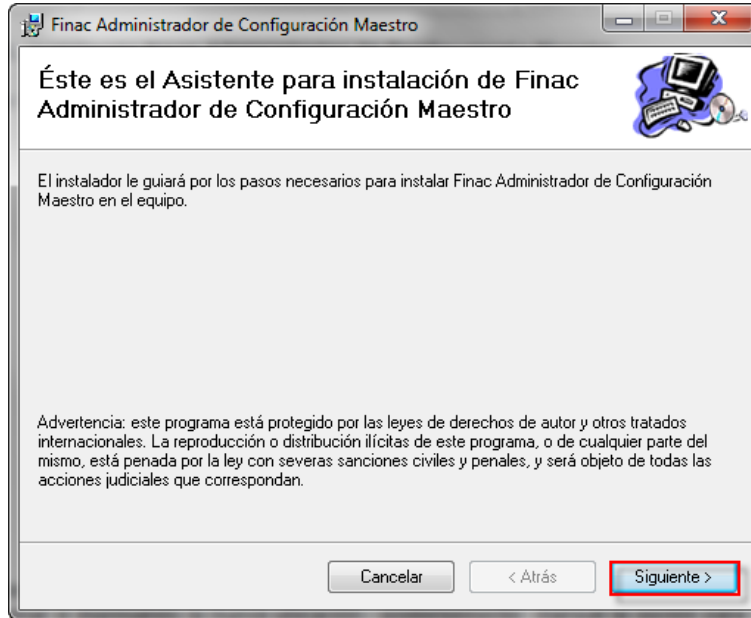 Finac Administrador de Configuración Maestro
Éste es el Asistente para instalación de Finac
Administrador de Configuración Maestro
El instalador le guiará por los pasos necesarios para instalar Finac Administrador de Configuración
Maestro en el equipo.
Advertencia: este programa está protegido por las leyes de derechos de autor y otros tratados
internacionales. La reproducción o distribución ilícitas de este programa, o de cualquier parte del
mismo, está penada por la ley con severas sanciones civiles y penales, y será objeto de todas las
acciones judiciales que correspondan.
Cancelar
< Atrás
Siguiente >